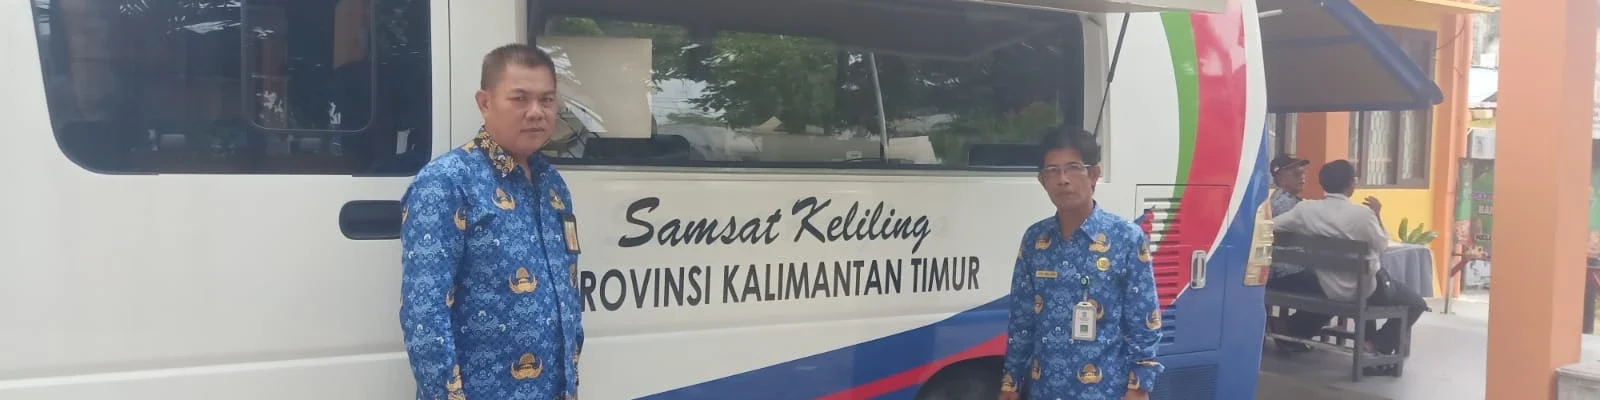 Samsat Keliling
ROVINSI KALIMANTAN TIMUR